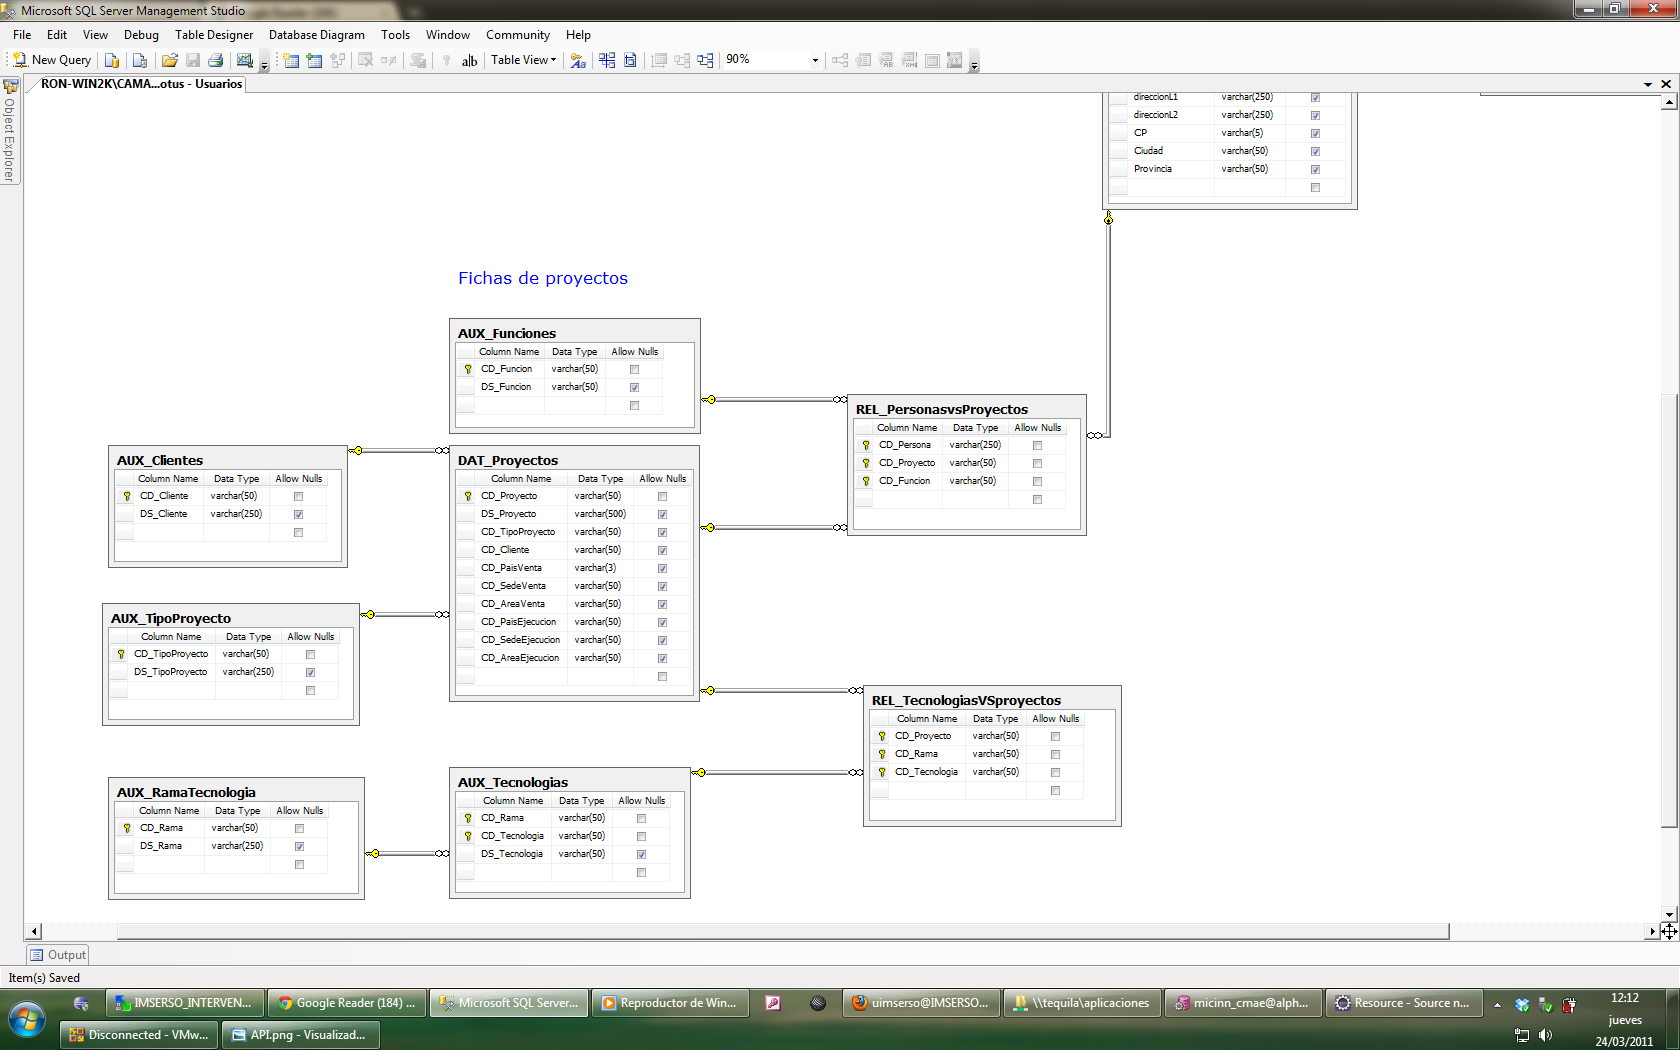 Microsoft SQL Server Management Studio
File Edit View Debug Table Designer Database Diagram Tools Window Community Help
New Query Table View 90%
RON-WIN2K\CAMA...otus - Usuarios
Object Explorer
direccionL1 varchar(250)
direccionL2 varchar(250)
CP varchar(5)
Ciudad varchar(50)
Provincia varchar(50)
Fichas de proyectos
AUX_Funciones
Column Name Data Type Allow Nulls
CD_Funcion varchar(50)
DS_Funcion varchar(50)
REL_PersonasvsProyectos
Column Name Data Type Allow Nulls
CD_Persona varchar(250)
CD_Proyecto varchar(50)
CD_Funcion varchar(50)
AUX_Clientes
Column Name Data Type Allow Nulls
CD_Cliente varchar(50)
DS_Cliente varchar(250)
DAT_Proyectos
Column Name Data Type Allow Nulls
CD_Proyecto varchar(50)
DS_Proyecto varchar(500)
CD_TipoProyecto varchar(50)
CD_Cliente varchar(50)
CD_PaisVenta varchar(3)
CD_SedeVenta varchar(50)
CD_AreaVenta varchar(50)
CD_PaisEjecucion varchar(50)
CD_SedeEjecucion varchar(50)
CD_AreaEjecucion varchar(50)
AUX_TipoProyecto
Column Name Data Type Allow Nulls
CD_TipoProyecto varchar(50)
DS_TipoProyecto varchar(250)
REL_TecnologiasVSproyectos
Column Name Data Type Allow Nulls
CD_Proyecto varchar(50)
CD_Rama varchar(50)
CD_Tecnologia varchar(50)
AUX_RamaTecnologia
Column Name Data Type Allow Nulls
CD_Rama varchar(50)
DS_Rama varchar(250)
AUX_Tecnologias
Column Name Data Type Allow Nulls
CD_Rama varchar(50)
CD_Tecnologia varchar(50)
DS_Tecnologia varchar(50)
Output
Item(s) Saved
IMSERSO_INTERVEN... Google Reader (184) ... Microsoft SQL Server... Reproductor de Win... uimserso@IMSERSO... \\tequila\aplicaciones micinn_cmae@alph... Resource - Source n... 12:12
jueves
Disconnected - VMw... API.png - Visualizad... 24/03/2011